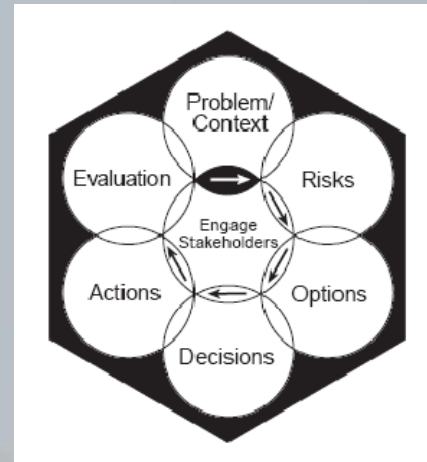 Problem/
Context
Evaluation
Risks
Engage
Stakeholders
Actions
Options
Decisions